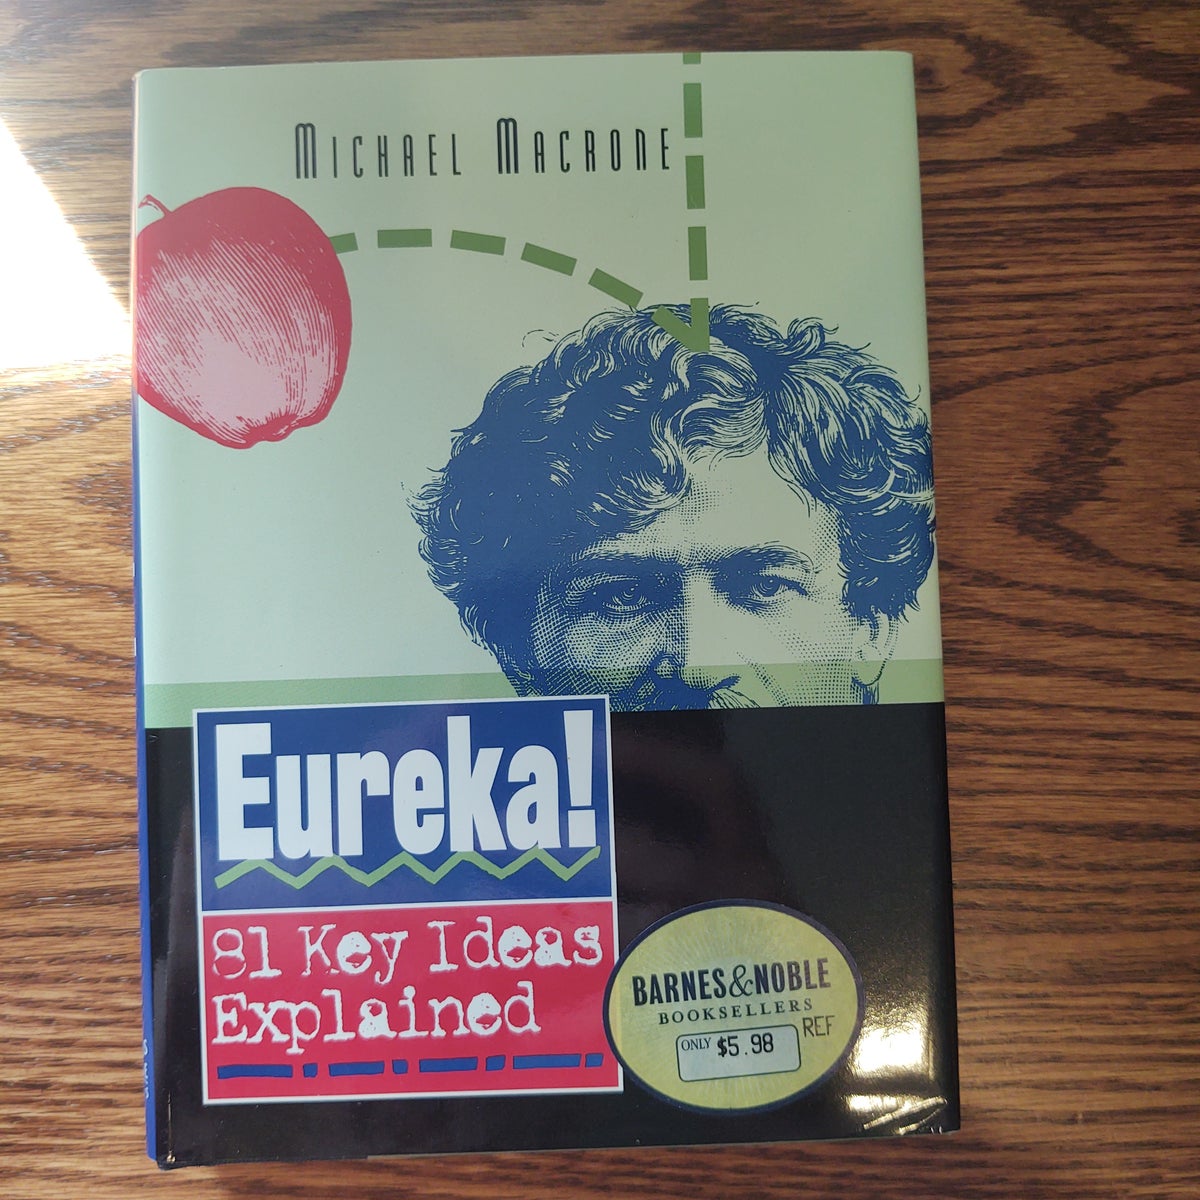 Michael Macrone
Eureka!
81 Key Ideas
Explained
BARNES&NOBLE
BOOKSELLERS
REF
ONLY $5.98